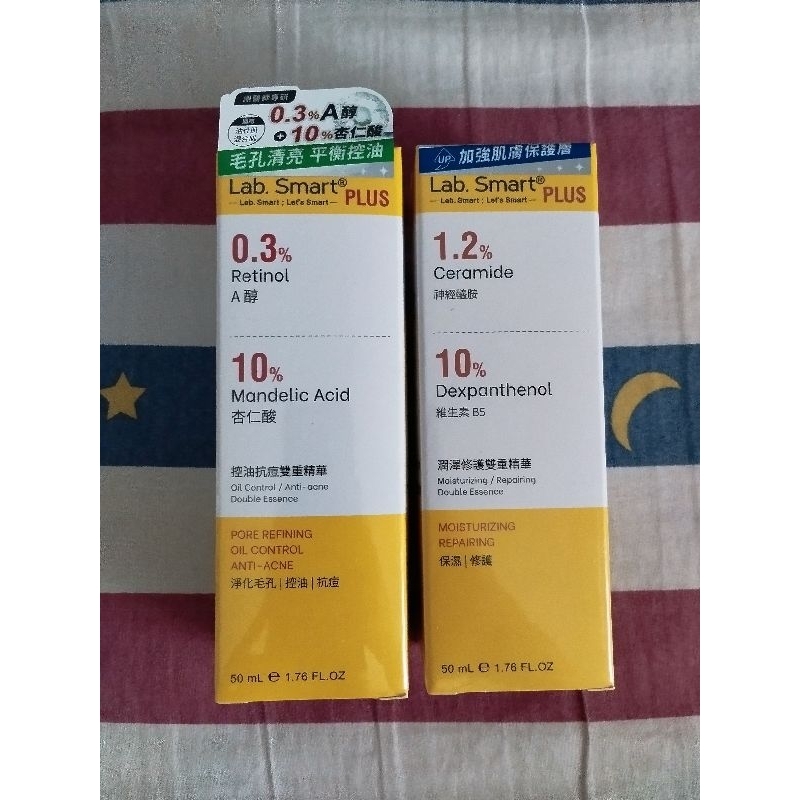 0.3%A醇
+10%杏仁酸
毛孔清亮 平衡控油
Lab. Smart® PLUS
Lab. Smart ; Let's Smart
0.3%
Retinol
A 醇
10%
Mandelic Acid
杏仁酸
控油抗痘雙重精華
Oil Control / Anti-acne
Double Essence
PORE REFINING
OIL CONTROL
ANTI-ACNE
淨化毛孔|控油|抗痘
50 mL ℮ 1.76 FL.OZ
UP 加強肌膚保護層
Lab. Smart® PLUS
Lab. Smart ; Let's Smart
1.2%
Ceramide
神經醯胺
10%
Dexpanthenol
維生素 B5
潤澤修護雙重精華
Moisturizing / Repairing
Double Essence
MOISTURIZING
REPAIRING
保濕|修護
50 mL ℮ 1.76 FL.OZ